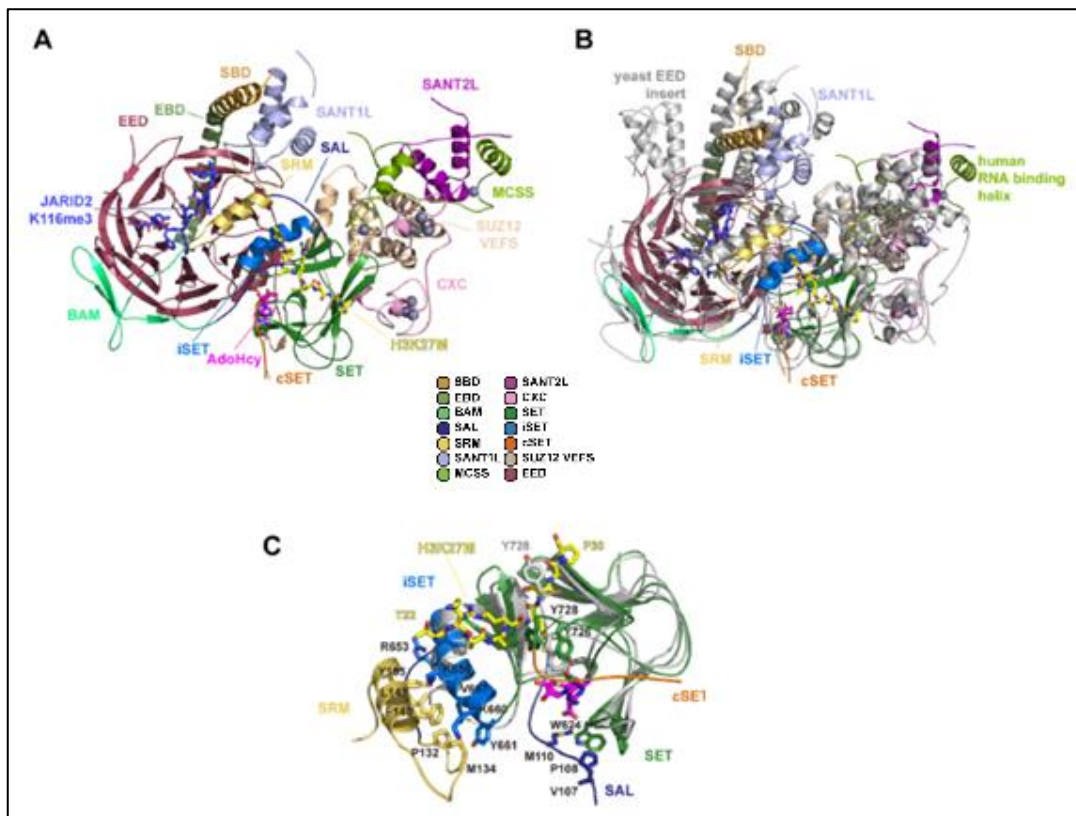 A
SBD
SANT2L
EBD
EED
SANT1L
SRM
SAL
MCSS
JARID2
K116me3
SUZ12
VEFS
CXC
BAM
iSET
AdoHcy
H3K27M
cSET
SET
B
SBD
yeast EED
insert
SANT1L
human
RNA binding
helix
SRM
iSET
cSET
SBD
EBD
BAM
SAL
SRM
SANT1L
MCSS
SANT2L
CXC
SET
iSET
cSET
SUZ12 VEFS
EED
C
H3K27M
Y728
P30
iSET
Y728
Y726
R653
cSET
SRM
K660
W624
Y661
SET
P132
M110
M134
P108
SAL
V107